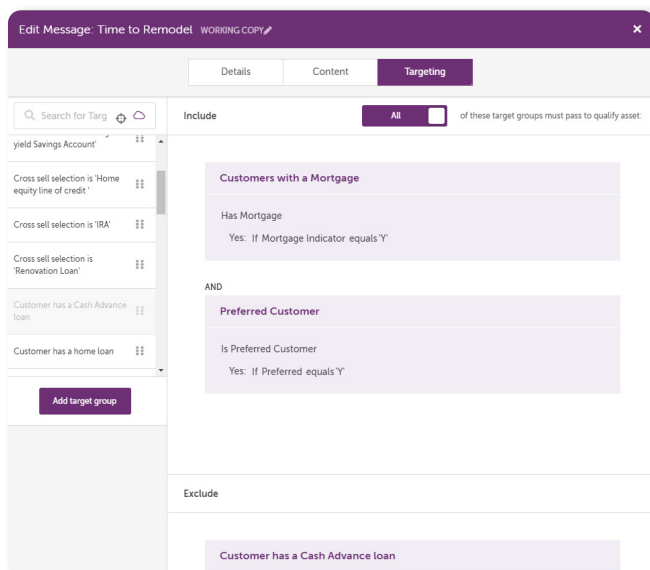 Edit Message: Time to Remodel WORKING COPY
Details
Content
Targeting
Search for Targ
yield Savings Account'
Cross sell selection is 'Home
equity line of credit '
Cross sell selection is 'IRA'
Cross sell selection is
'Renovation Loan'
Customer has a Cash Advance
loan
Customer has a home loan
Add target group
Include
All
of these target groups must pass to qualify asset:
Customers with a Mortgage
Has Mortgage
Yes: If Mortgage Indicator equals 'Y'
AND
Preferred Customer
Is Preferred Customer
Yes: If Preferred equals 'Y'
Exclude
Customer has a Cash Advance loan